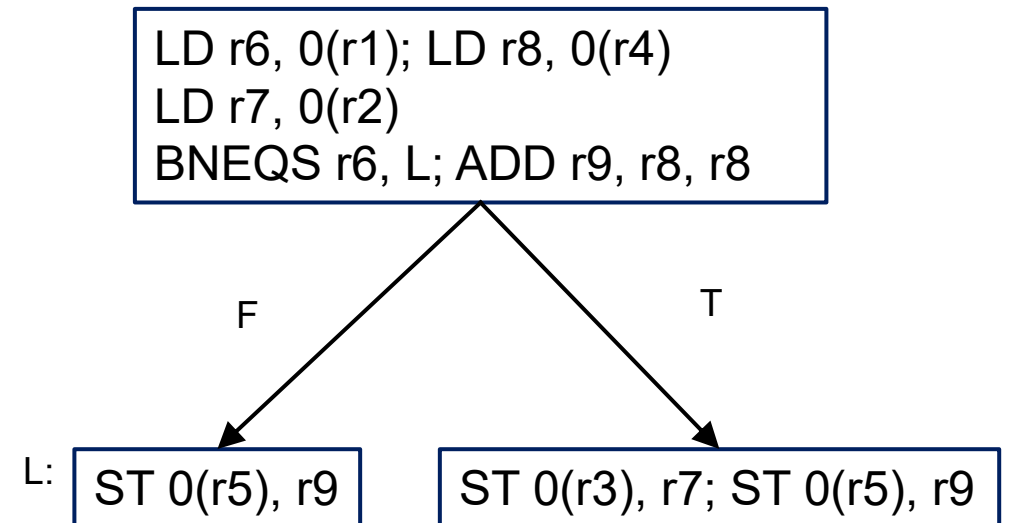 LD r6, 0(r1); LD r8, 0(r4)
LD r7, 0(r2)
BNEQS r6, L; ADD r9, r8, r8
F
T
L:
ST 0(r5), r9
ST 0(r3), r7; ST 0(r5), r9